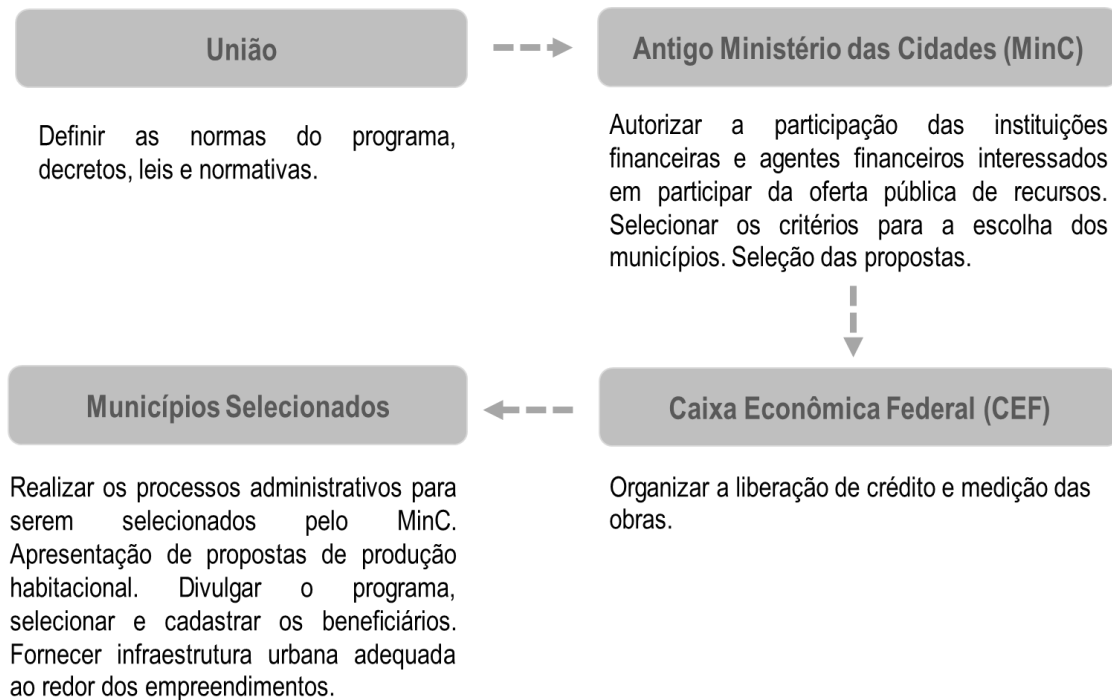 União
Definir as normas do programa,
decretos, leis e normativas.
Antigo Ministério das Cidades (MinC)
Autorizar a participação das instituições
financeiras e agentes financeiros interessados
em participar da oferta pública de recursos.
Selecionar os critérios para a escolha dos
municípios. Seleção das propostas.
Caixa Econômica Federal (CEF)
Organizar a liberação de crédito e medição das
obras.
Municípios Selecionados
Realizar os processos administrativos para
serem selecionados pelo MinC.
Apresentação de propostas de produção
habitacional. Divulgar o programa,
selecionar e cadastrar os beneficiários.
Fornecer infraestrutura urbana adequada
ao redor dos empreendimentos.